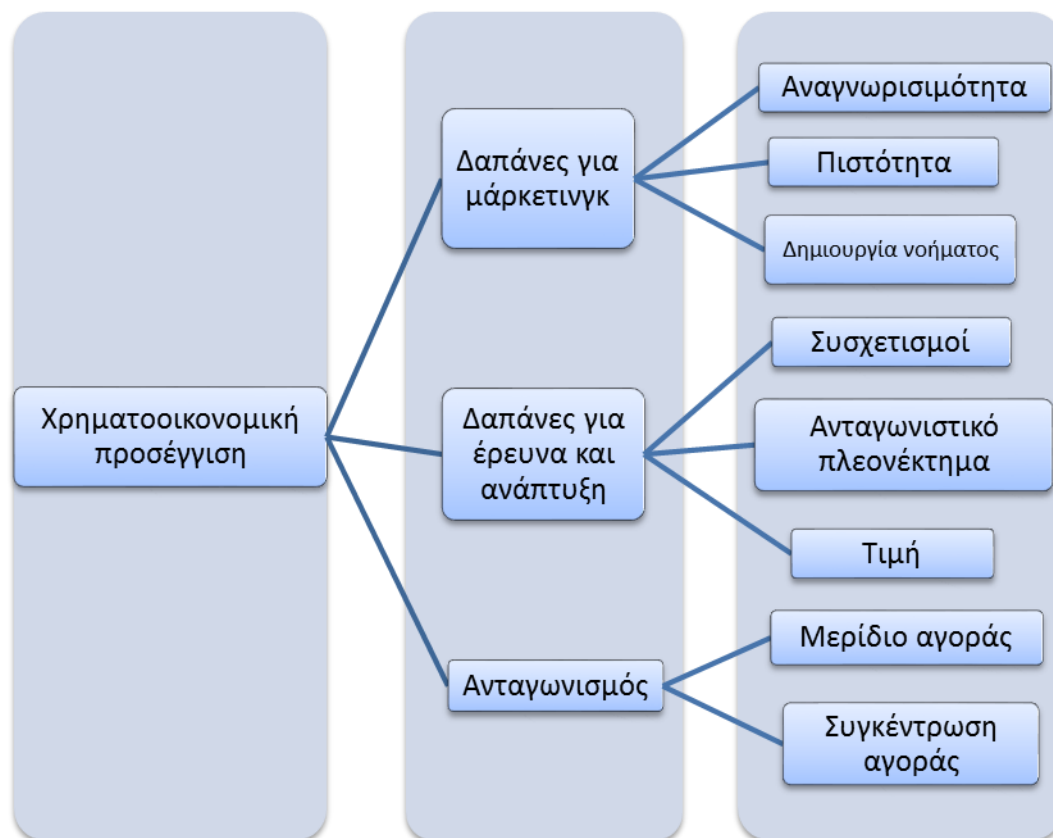 Χρηματοοικονομική
προσέγγιση
Δαπάνες για
μάρκετινγκ
Αναγνωρισιμότητα
Πιστότητα
Δημιουργία νοήματος
Δαπάνες για
έρευνα και
ανάπτυξη
Συσχετισμοί
Ανταγωνιστικό
πλεονέκτημα
Τιμή
Ανταγωνισμός
Μερίδιο αγοράς
Συγκέντρωση
αγοράς